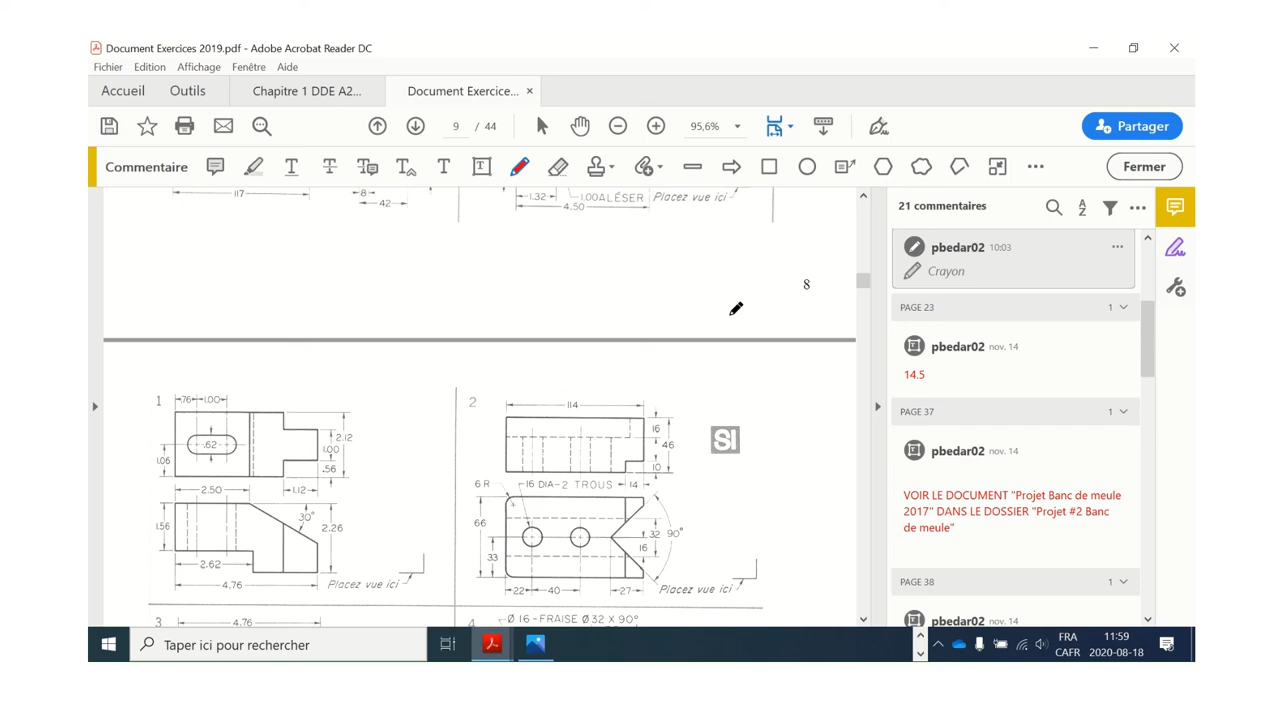 Document Exercices 2019.pdf - Adobe Acrobat Reader DC
Fichier Edition Affichage Fenêtre Aide
Accueil Outils Chapitre 1 DDE A2... Document Exercice... ×
9 / 44 95,6% Partager
Commentaire Fermer
117 8 42 1.32 1.00 ALÉSER Placez vue ici 4.50
8
1 .76 1.00 .62 1.06 2.12 1.00 .56
2.50 1.12
1.56 30° 2.26
2.62
4.76 Placez vue ici
2 114 16 46 10
6 R 16 DIA-2 TROUS 14
66 33 32 90° 16
22 40 27 Placez vue ici
SI
3 4.76
4 Ø 16 - FRAISE Ø 32 X 90°
21 commentaires
pbedar02 10:03
Crayon
PAGE 23 1
pbedar02 nov. 14
14.5
PAGE 37 1
pbedar02 nov. 14
VOIR LE DOCUMENT "Projet Banc de meule
2017" DANS LE DOSSIER "Projet #2 Banc
de meule"
PAGE 38 1
pbedar02 nov. 14
Taper ici pour rechercher
FRA
CAFR
11:59
2020-08-18